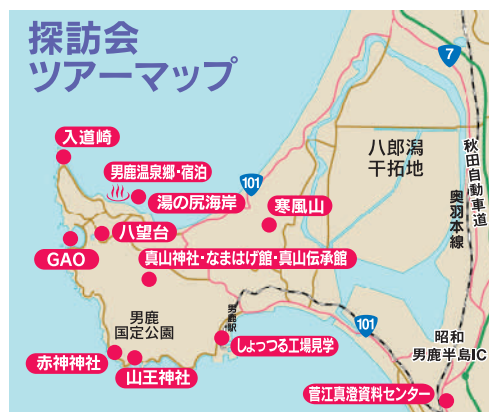 探訪会
ツアーマップ
7
入道崎
八郎潟
干拓地
秋田自動車道
男鹿温泉郷・宿泊
101
湯の尻海岸
寒風山
奥羽本線
八望台
GAO
真山神社・なまはげ館・真山伝承館
男鹿
国定公園
男鹿駅
101
しょっつる工場見学
昭和
男鹿半島IC
赤神神社
山王神社
菅江真澄資料センター